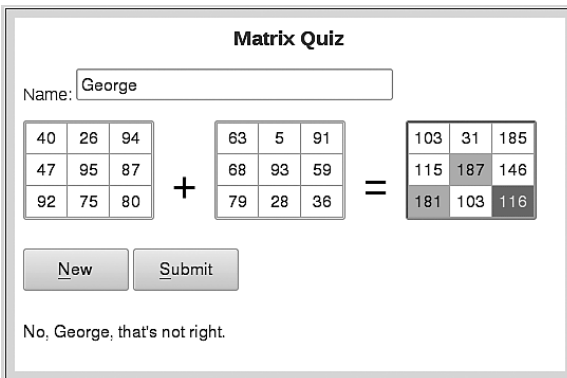 Matrix Quiz
Name: George
40 26 94 63 5 91 103 31 185
47 95 87 + 68 93 59 = 115 187 146
92 75 80 79 28 36 181 103 116
New Submit
No, George, that's not right.